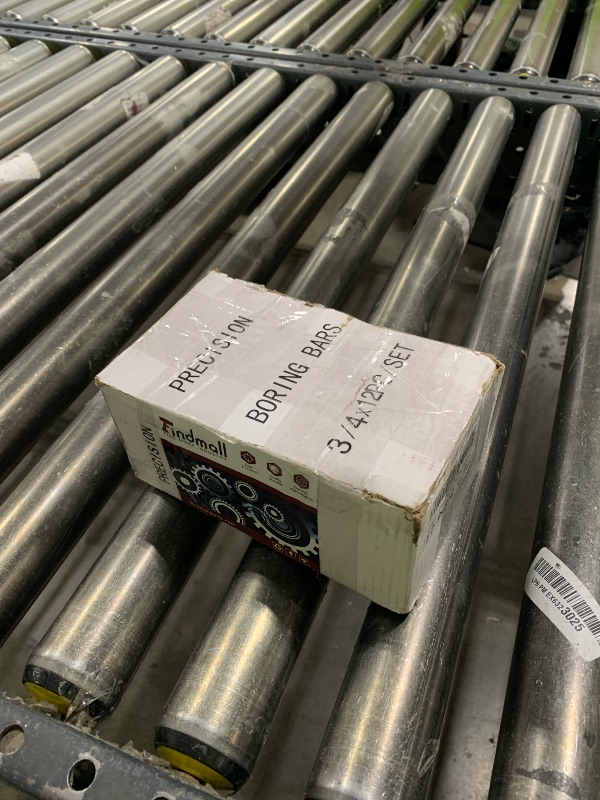 PRECISION
BORING BARS
3/4x12PC/SET
Findmall
PRECISION
3025